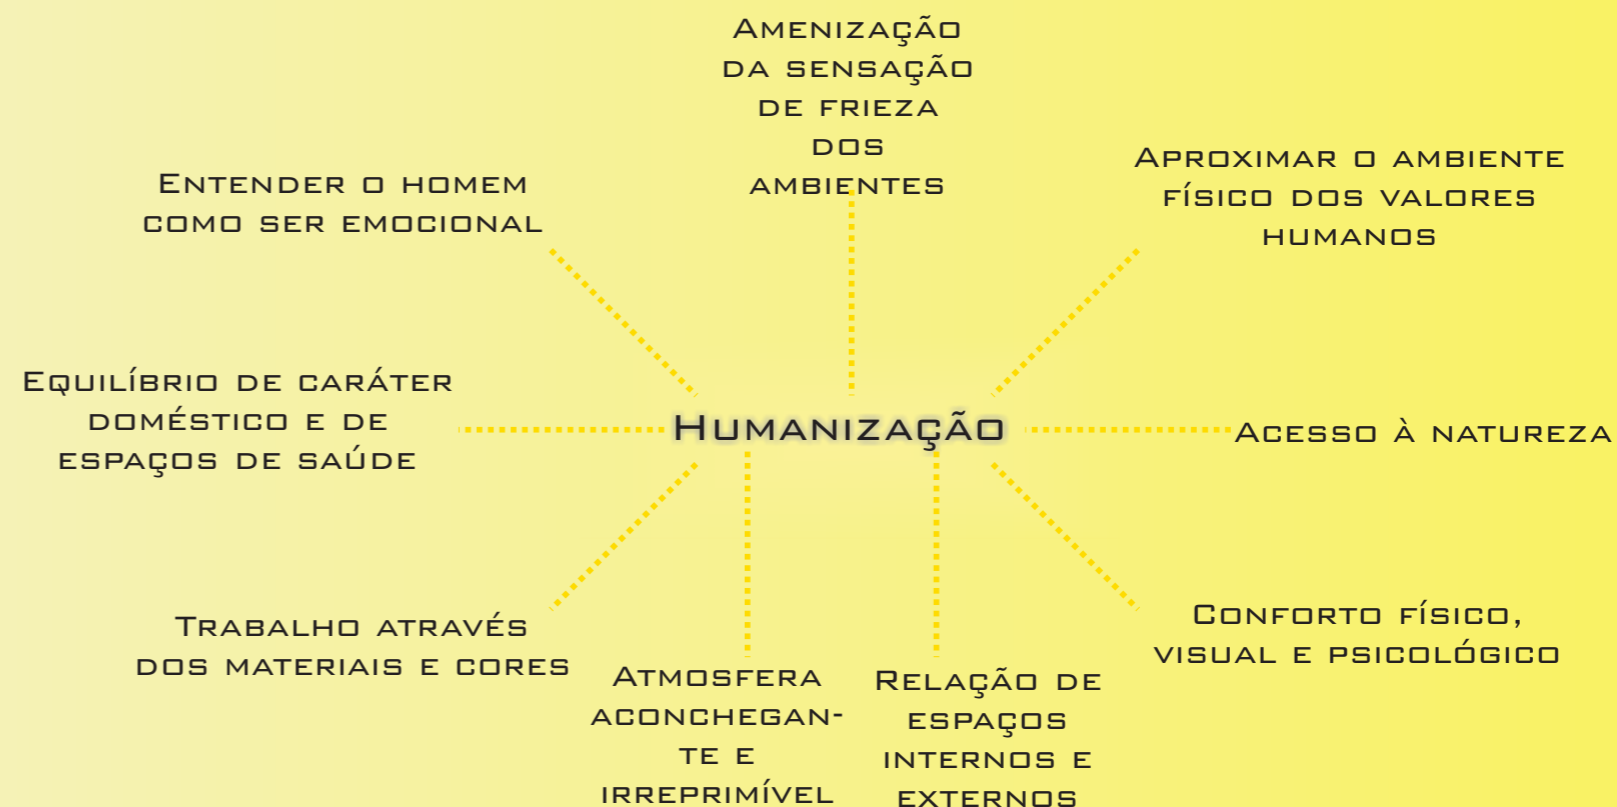 Amenização
da sensação
de frieza
dos
ambientes
Aproximar o ambiente
físico dos valores
humanos
Entender o homem
como ser emocional
Equilíbrio de caráter
doméstico e de
espaços de saúde
Humanização
Acesso à natureza
Trabalho através
dos materiais e cores
Atmosfera
aconchegan-
te e
irreprimível
Relação de
espaços
internos e
externos
Conforto físico,
visual e psicológico